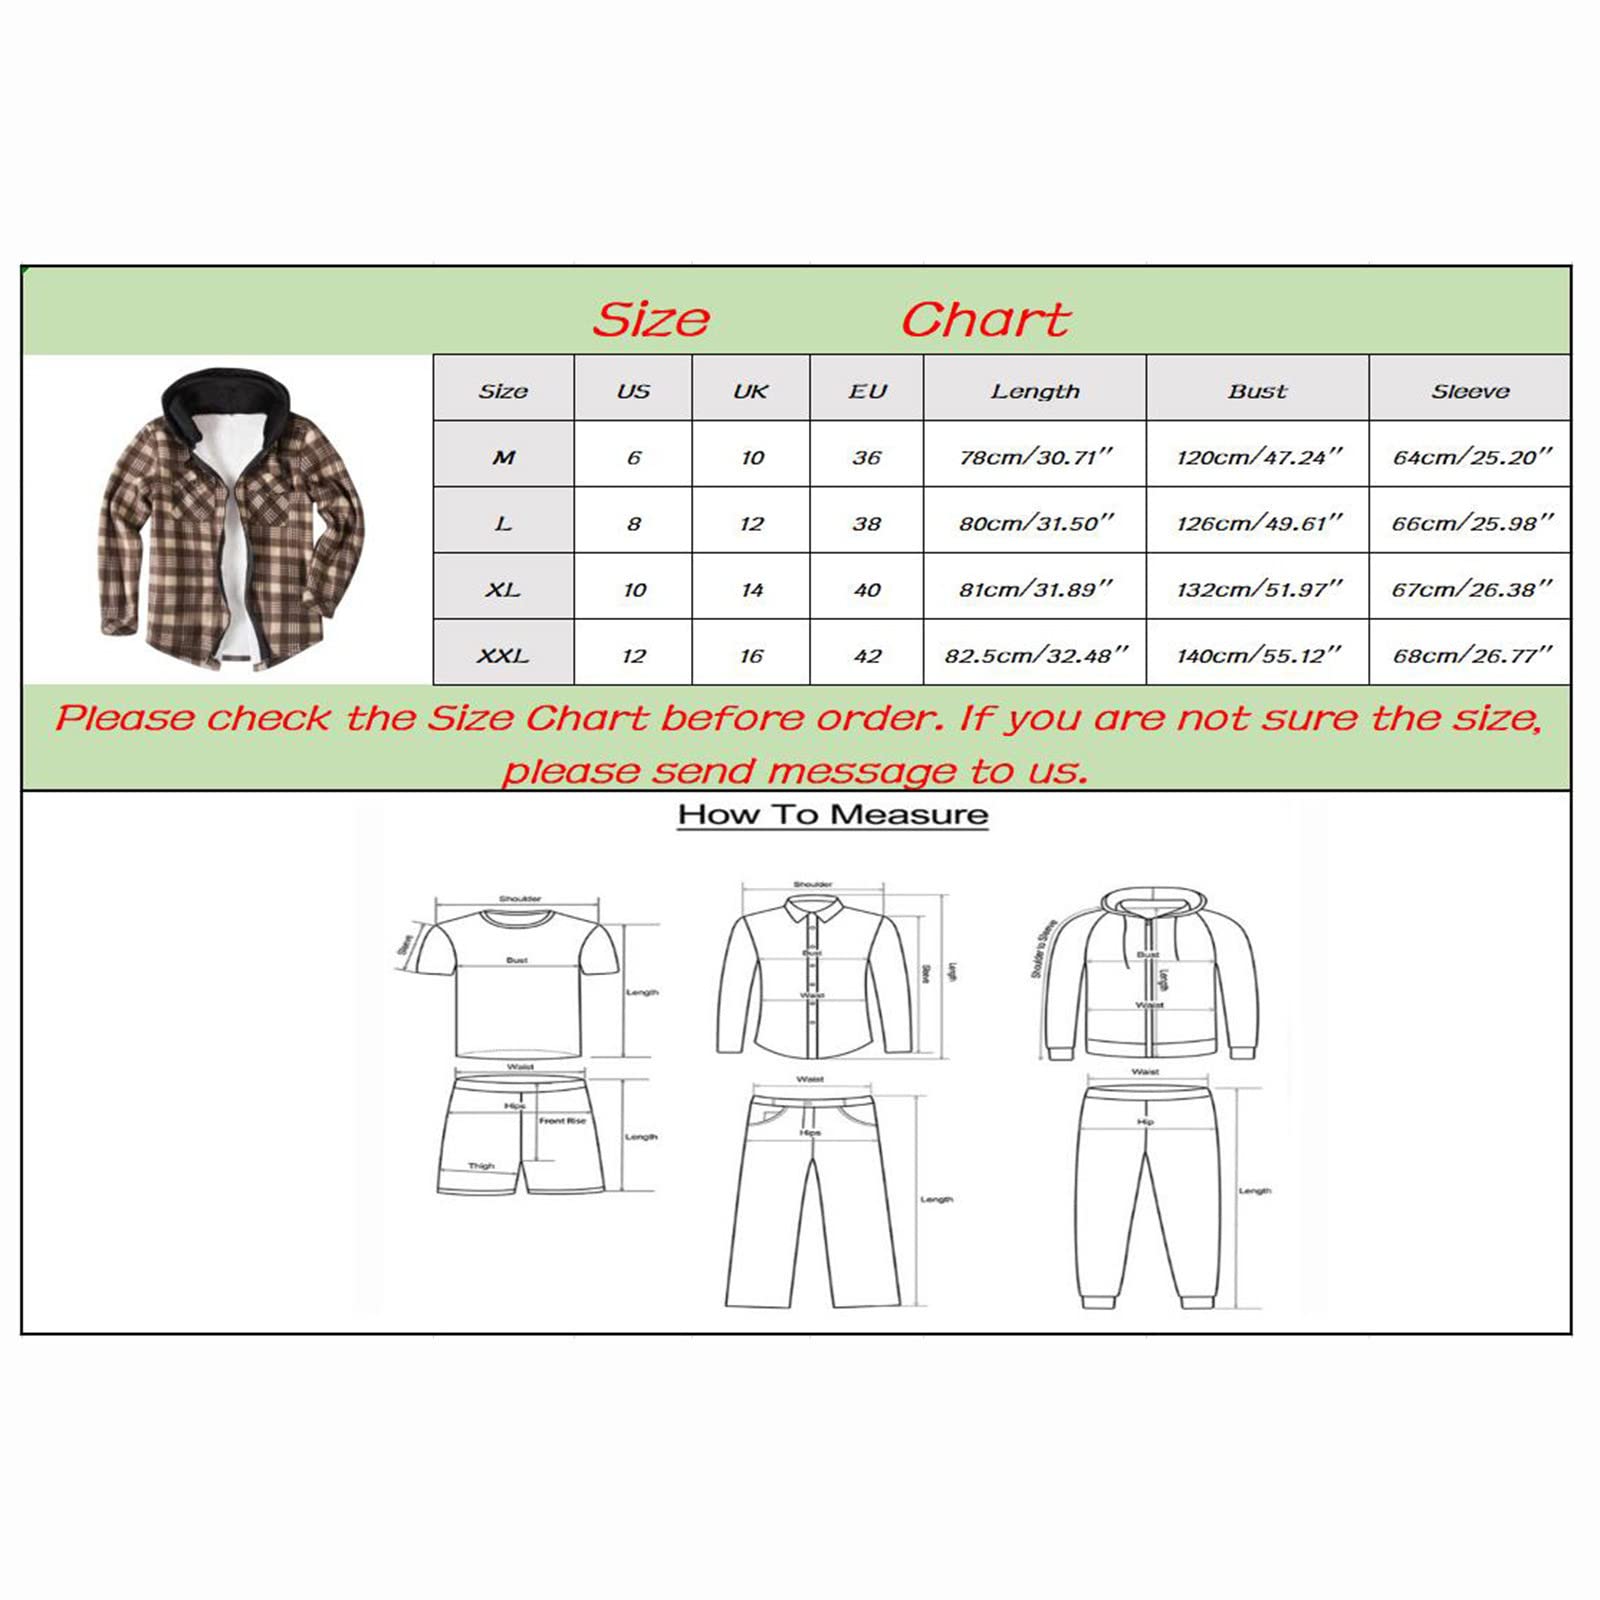 Size Chart
Size US UK EU Length Bust Sleeve
M 6 10 36 78cm/30.71" 120cm/47.24" 64cm/25.20"
L 8 12 38 80cm/31.50" 126cm/49.61" 66cm/25.98"
XL 10 14 40 81cm/31.89" 132cm/51.97" 67cm/26.38"
XXL 12 16 42 82.5cm/32.48" 140cm/55.12" 68cm/26.77"
Please check the Size Chart before order. If you are not sure the size,
please send message to us.
How To Measure
Shoulder
Sleeve
Bust
Length
Shoulder
Bust
Waist
Sleeve
Length
Shoulder to Sleeve
Bust
Length
Waist
Waist
Hips
Front Rise
Length
Thigh
Waist
Hips
Length
Waist
Hip
Length